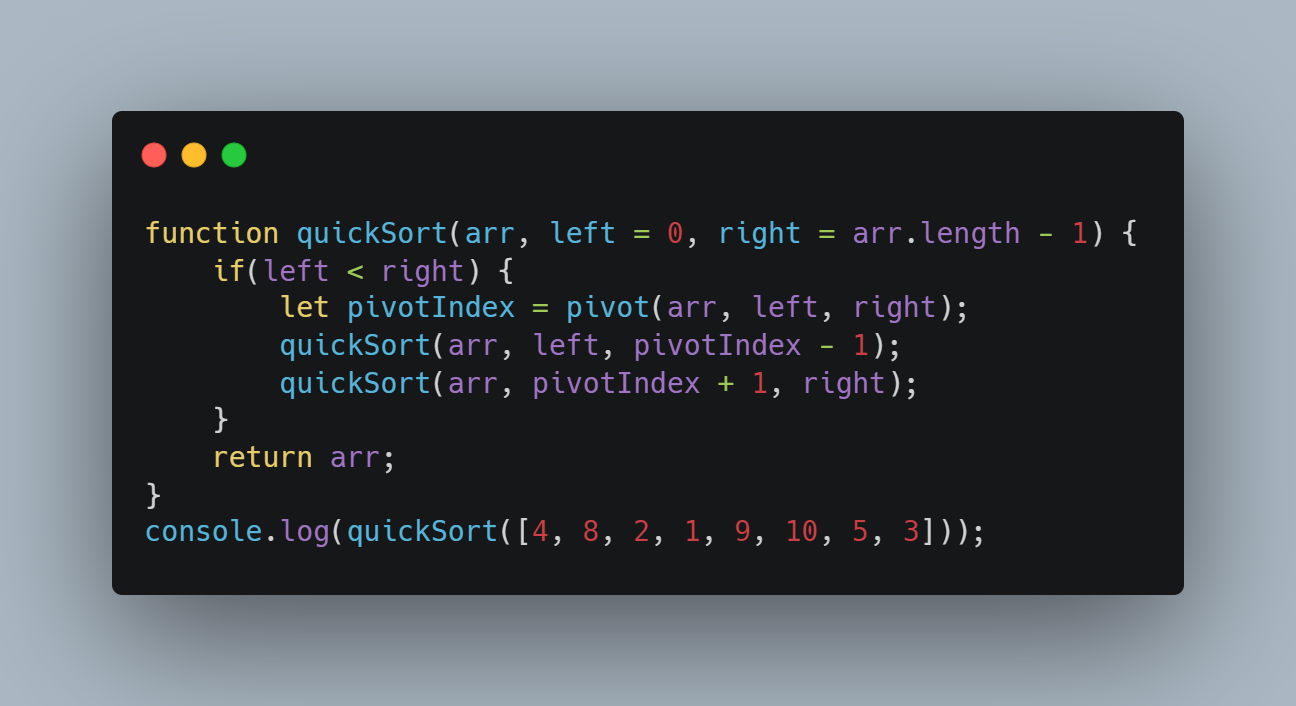 function quickSort(arr, left = 0, right = arr.length - 1) {
    if(left < right) {
        let pivotIndex = pivot(arr, left, right);
        quickSort(arr, left, pivotIndex - 1);
        quickSort(arr, pivotIndex + 1, right);
    }
    return arr;
}
console.log(quickSort([4, 8, 2, 1, 9, 10, 5, 3]));